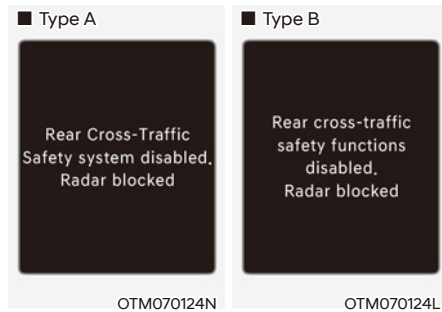 ■ Type A
Rear Cross-Traffic
Safety system disabled.
Radar blocked
OTM070124N
■ Type B
Rear cross-traffic
safety functions
disabled.
Radar blocked
OTM070124L